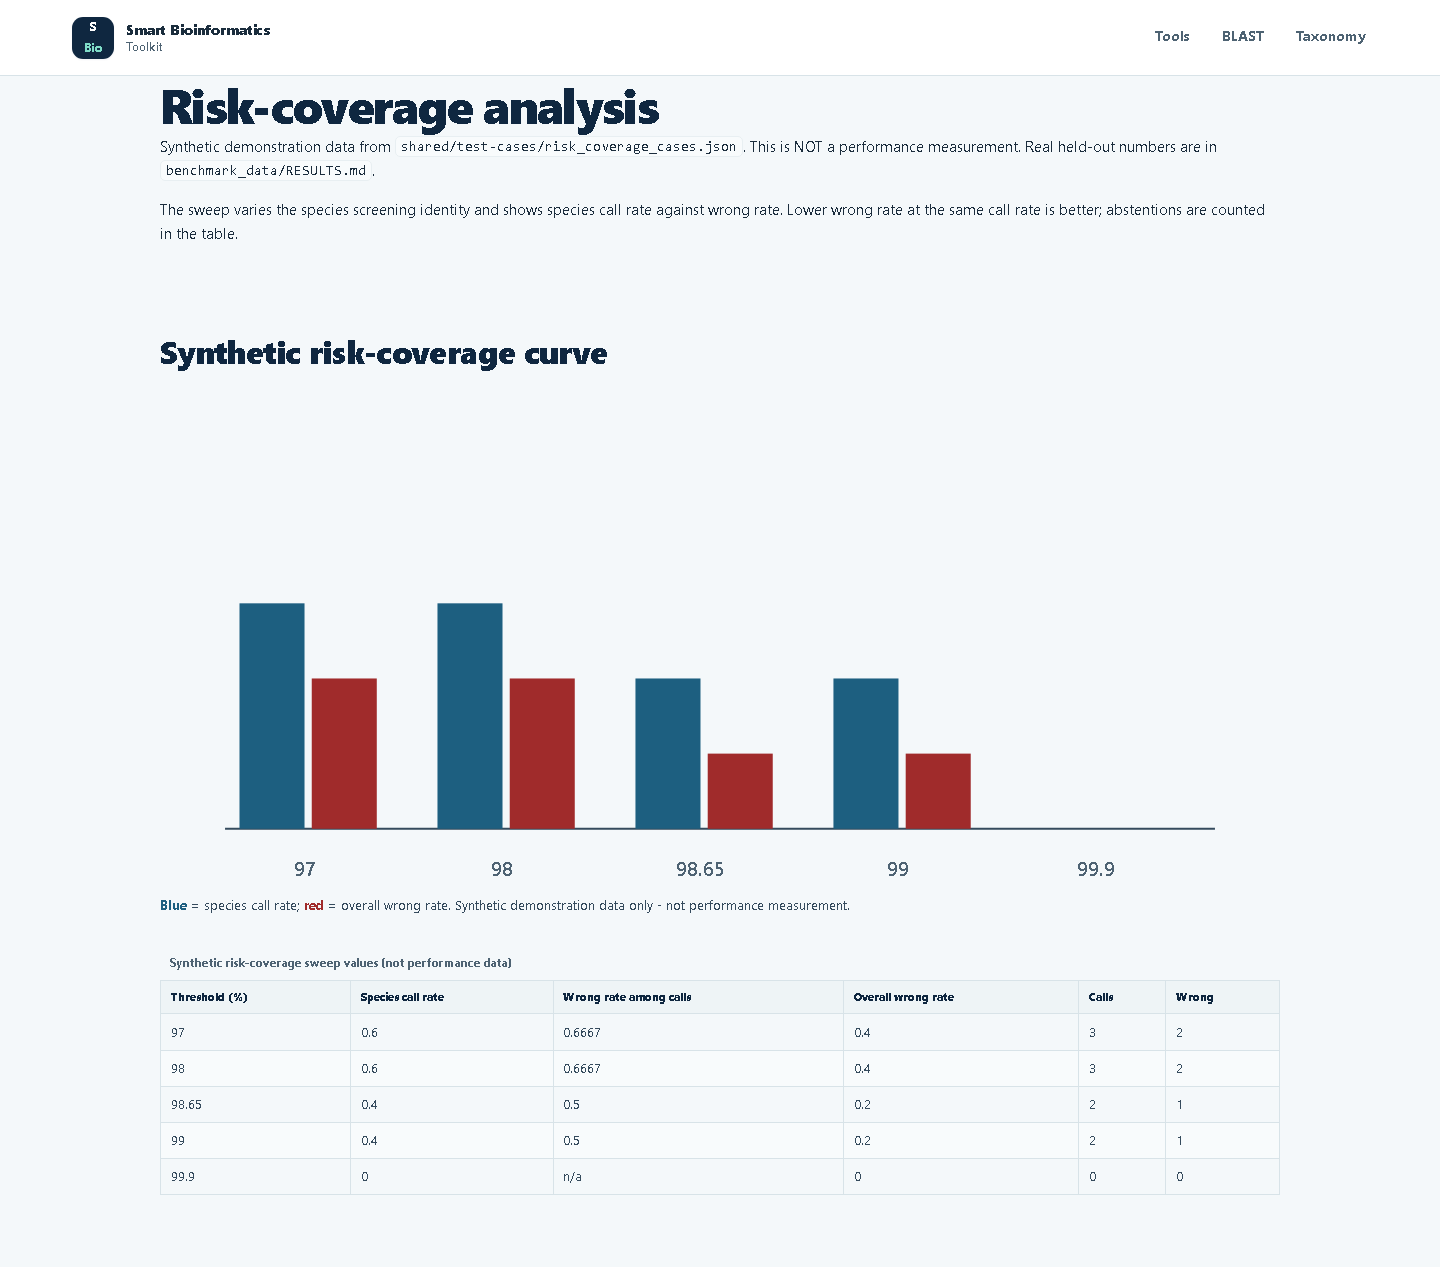 S
Bio
Smart Bioinformatics
Toolkit
Tools BLAST Taxonomy
Risk-coverage analysis
Synthetic demonstration data from shared/test-cases/risk_coverage_cases.json . This is NOT a performance measurement. Real held-out numbers are in
benchmark_data/RESULTS.md .
The sweep varies the species screening identity and shows species call rate against wrong rate. Lower wrong rate at the same call rate is better; abstentions are counted
in the table.
Synthetic risk-coverage curve
97 98 98.65 99 99.9
Blue = species call rate; red = overall wrong rate. Synthetic demonstration data only - not performance measurement.
Synthetic risk-coverage sweep values (not performance data)
Threshold (%) Species call rate Wrong rate among calls Overall wrong rate Calls Wrong
97 0.6 0.6667 0.4 3 2
98 0.6 0.6667 0.4 3 2
98.65 0.4 0.5 0.2 2 1
99 0.4 0.5 0.2 2 1
99.9 0 n/a 0 0 0